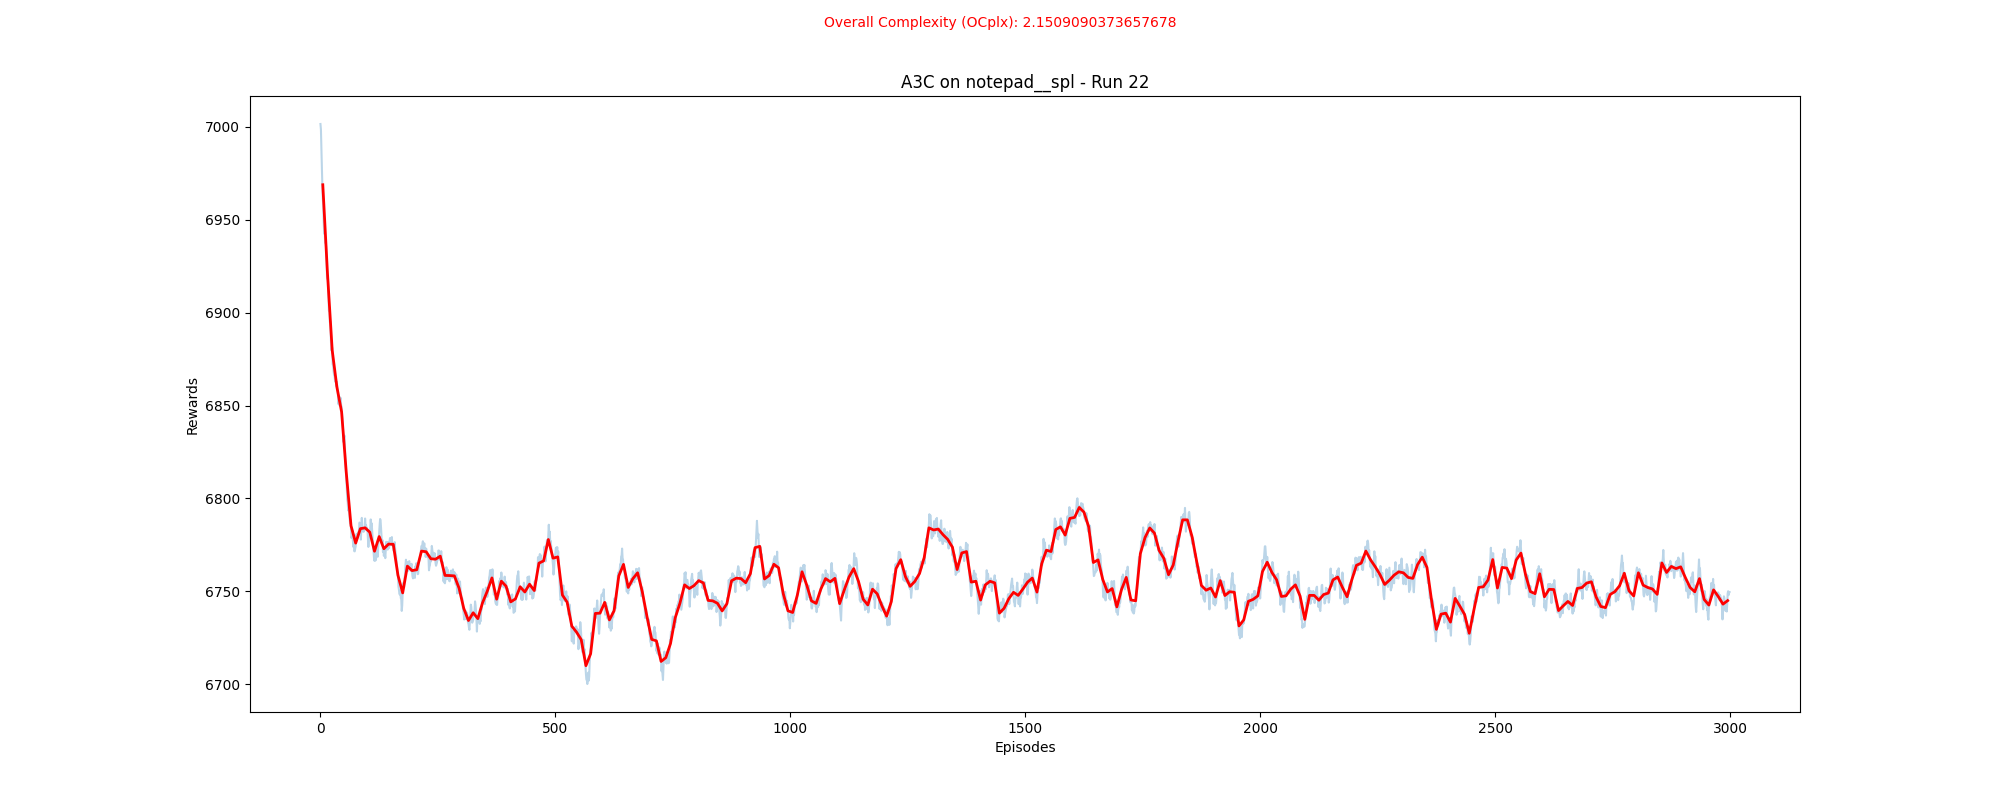 Overall Complexity (OCplx): 2.1509090373657678
A3C on notepad__spl - Run 22
7000
6950
6900
6850
6800
6750
6700
Rewards
0 500 1000 1500 2000 2500 3000
Episodes